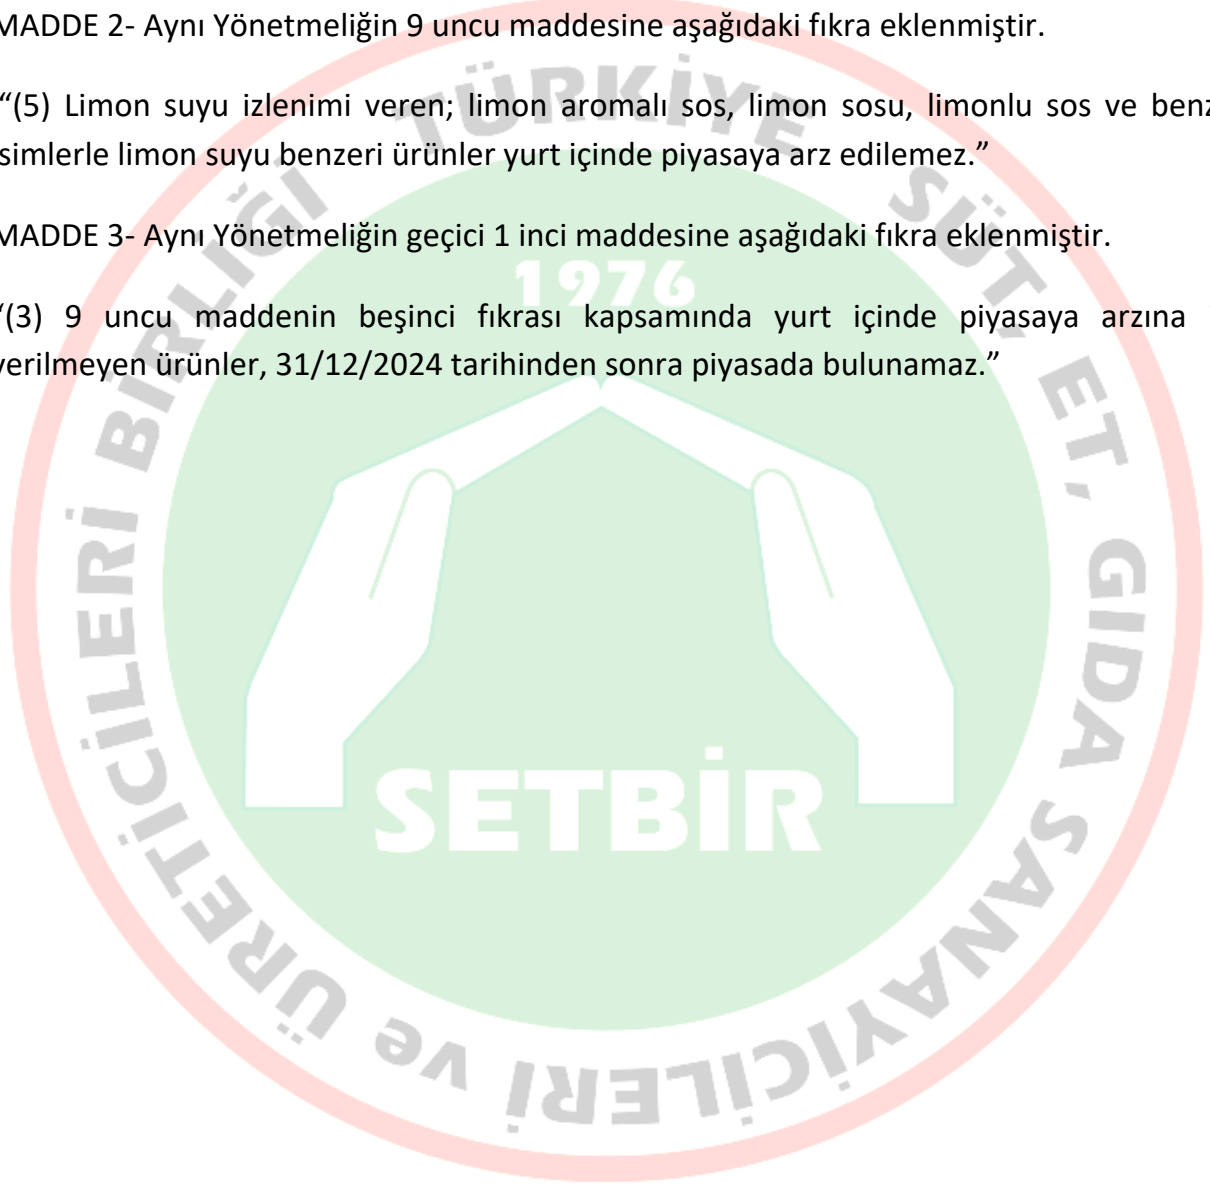 MADDE 2- Aynı Yönetmeliğin 9 uncu maddesine aşağıdaki fıkra eklenmiştir.
“(5) Limon suyu izlenimi veren; limon aromalı sos, limon sosu, limonlu sos ve benz
simlerle limon suyu benzeri ürünler yurt içinde piyasaya arz edilemez.”
MADDE 3- Aynı Yönetmeliğin geçici 1 inci maddesine aşağıdaki fıkra eklenmiştir.
“(3) 9 uncu maddenin beşinci fıkrası kapsamında yurt içinde piyasaya arzına
verilmeyen ürünler, 31/12/2024 tarihinden sonra piyasada bulunamaz.”
TÜRKİYE SÜT, ET, GIDA SANAYİCİLERİ ve ÜRETİCİLERİ BİRLİĞİ
1976
SETBİR